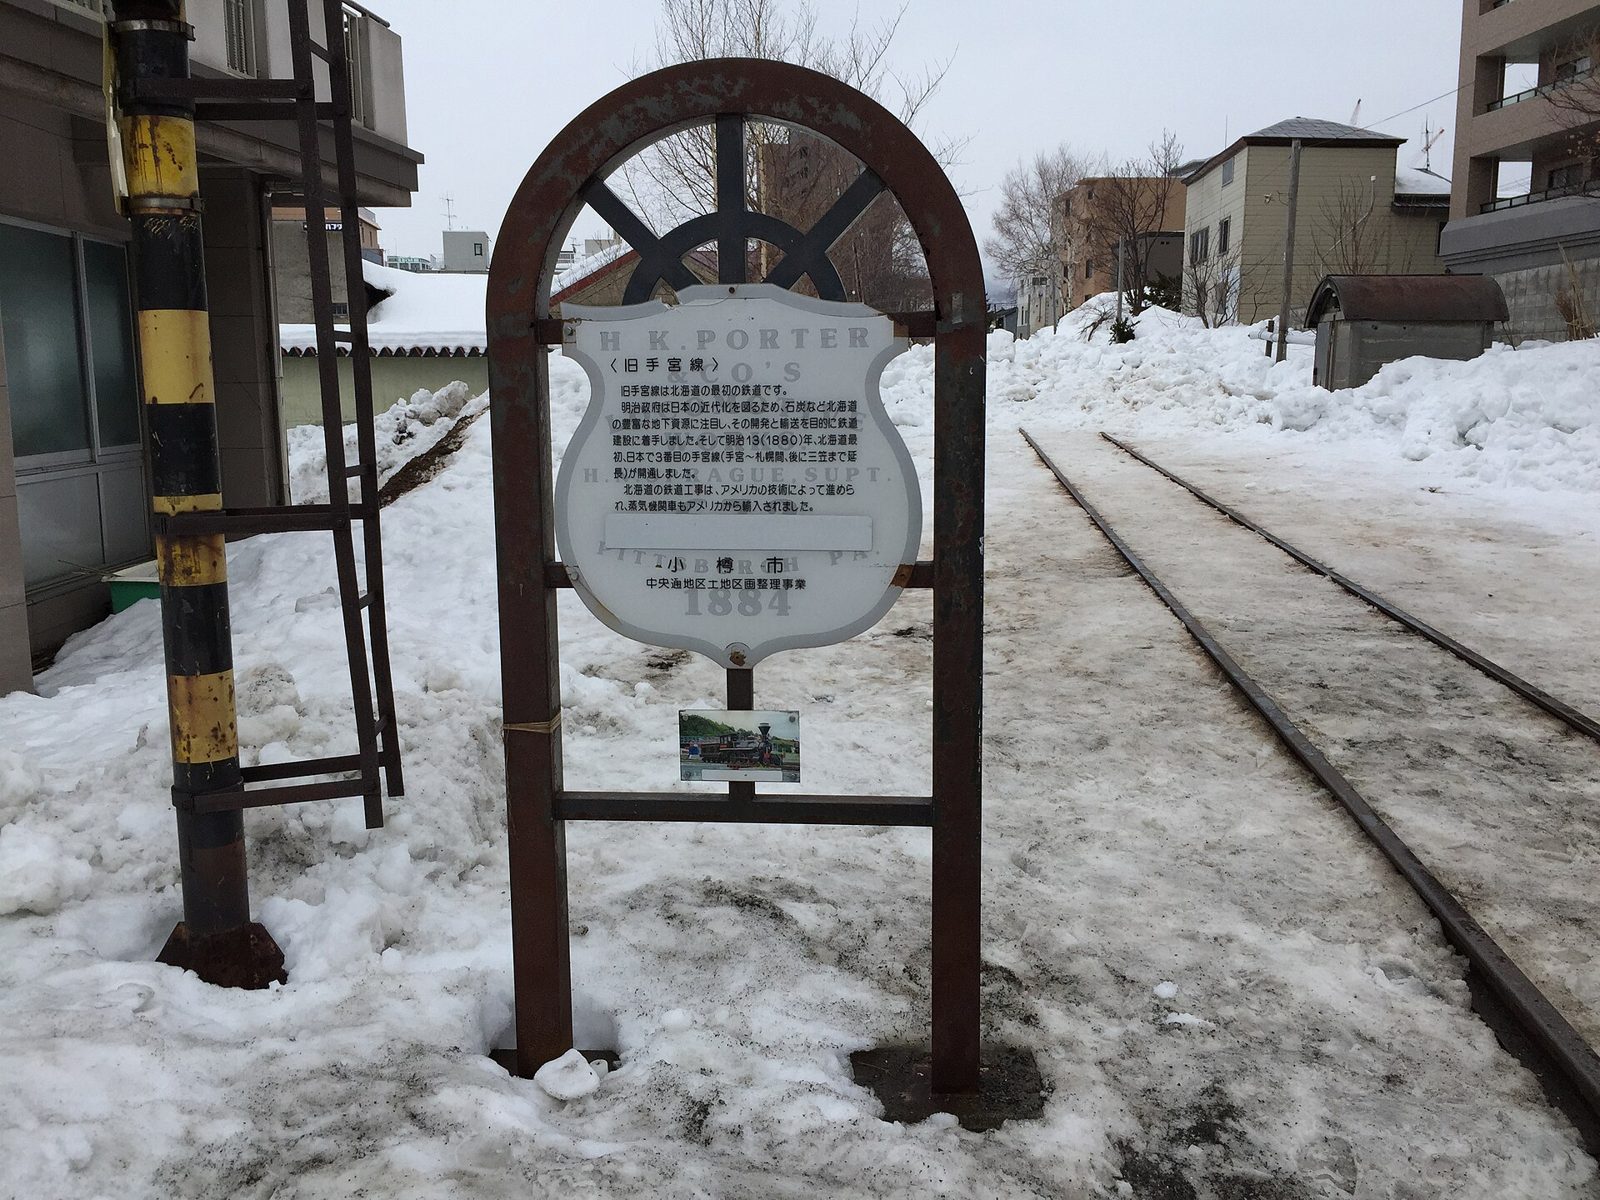 H K. PORTER
& CO'S
〈旧手宮線〉
旧手宮線は北海道の最初の鉄道です。
明治政府は日本の近代化を図るため、石炭など北海道
の豊富な地下資源に注目し、その開発と輸送を目的に鉄道
建設に着手しました。そして明治13(1880)年、北海道最
初、日本で3番目の手宮線(手宮〜札幌間、後に三笠まで延
長)が開通しました。
SUPT.
北海道の鉄道工事は、アメリカの技術によって進めら
れ、蒸気機関車もアメリカから輸入されました。
PITTSBURGH PA.
小樽市
中央通地区土地区画整理事業
1884